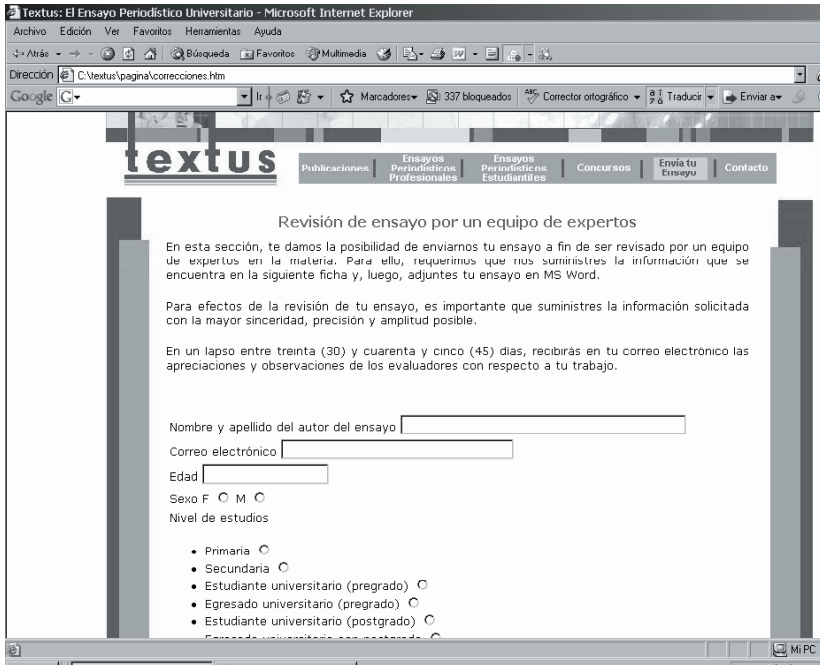 Textus: El Ensayo Periodístico Universitario - Microsoft Internet Explorer
Archivo Edición Ver Favoritos Herramientas Ayuda
Atrás Búsqueda Favoritos Multimedia
Dirección C:\textus\pagina\correcciones.htm
Google G Ir Marcadores 337 bloqueados ABC Corrector ortográfico Traducir Enviar a
textus
Publicaciones Ensayos Periodísticos Profesionales Ensayos Periodísticos Estudiantiles Concursos Envía tu Ensayo Contacto
Revisión de ensayo por un equipo de expertos
En esta sección, te damos la posibilidad de enviarnos tu ensayo a fin de ser revisado por un equipo
de expertos en la materia. Para ello, requerimos que nos suministres la información que se
encuentra en la siguiente ficha y, luego, adjuntes tu ensayo en MS Word.
Para efectos de la revisión de tu ensayo, es importante que suministres la información solicitada
con la mayor sinceridad, precisión y amplitud posible.
En un lapso entre treinta (30) y cuarenta y cinco (45) días, recibirás en tu correo electrónico las
apreciaciones y observaciones de los evaluadores con respecto a tu trabajo.
Nombre y apellido del autor del ensayo
Correo electrónico
Edad
Sexo F M
Nivel de estudios
• Primaria
• Secundaria
• Estudiante universitario (pregrado)
• Egresado universitario (pregrado)
• Estudiante universitario (postgrado)
• Egresado universitario con postgrado
Mi PC